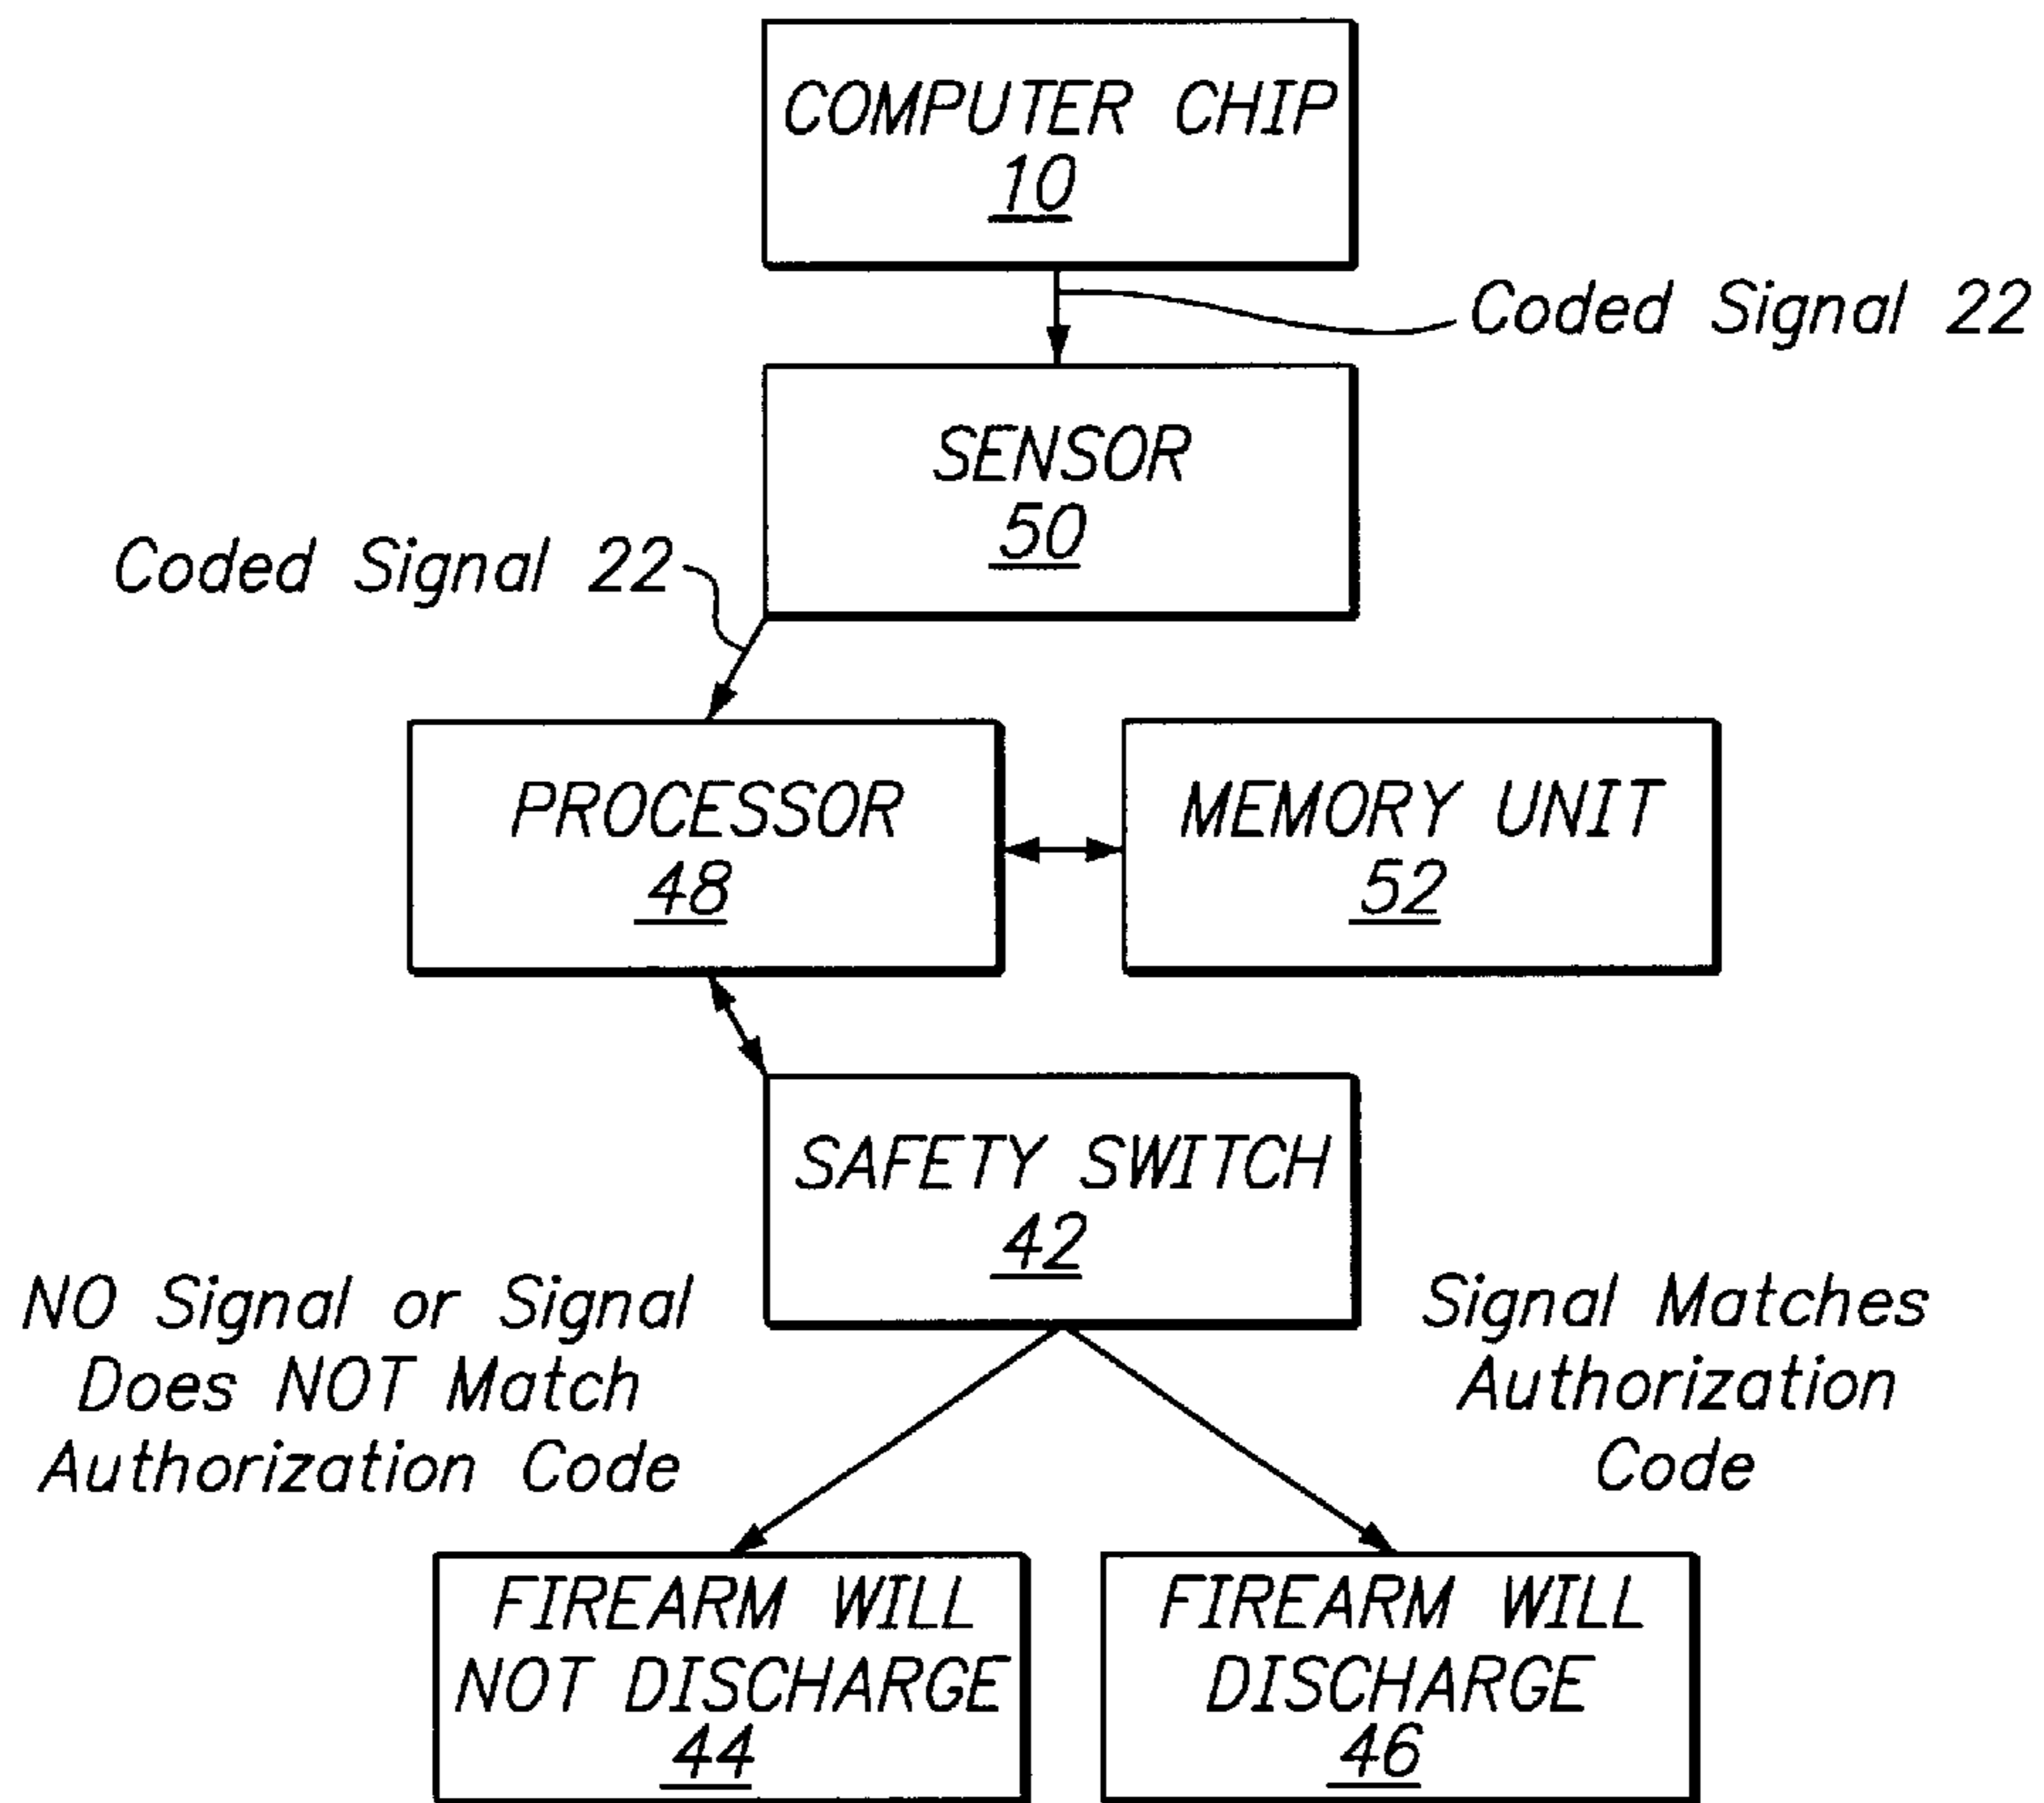 COMPUTER CHIP
10
Coded Signal 22
SENSOR
50
Coded Signal 22
PROCESSOR
48
MEMORY UNIT
52
SAFETY SWITCH
42
NO Signal or Signal
Does NOT Match
Authorization Code
Signal Matches
Authorization
Code
FIREARM WILL
NOT DISCHARGE
44
FIREARM WILL
DISCHARGE
46